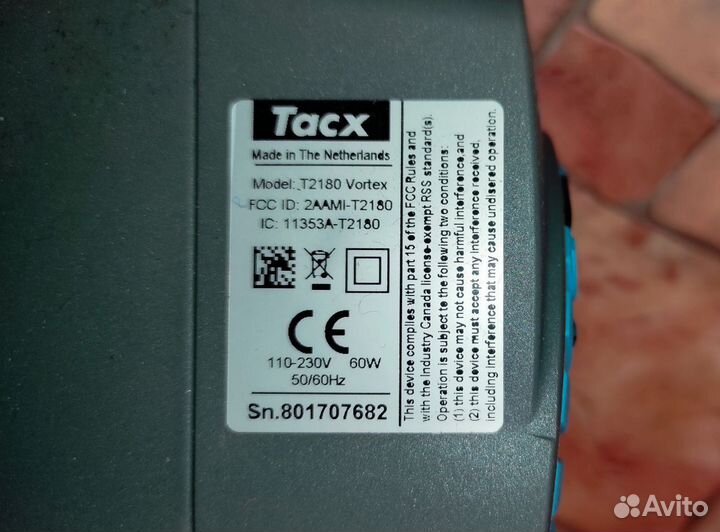 Tacx
Made in The Netherlands
Model: T2180 Vortex
FCC ID: 2AAMI-T2180
IC: 11353A-T2180
CE
110-230V 60W
50/60Hz
Sn.801707682
This device complies with part 15 of the FCC Rules and
with the Industry Canada license-exempt RSS standard(s).
Operation is subject to the following two conditions:
(1) this device may not cause harmful interference,and
(2) this device must accept any interference received,
including interference that may cause undisered operation.
Avito